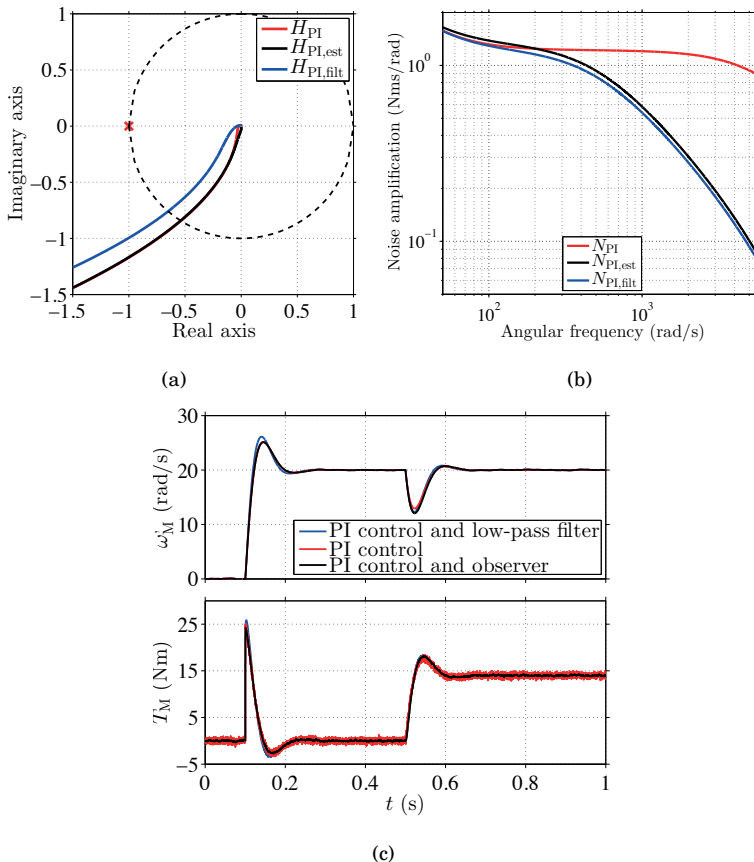 1
0.5
0
−0.5
−1
−1.5
Imaginary axis
−1.5 −1 −0.5 0 0.5 1
Real axis
H_PI
H_PI,est
H_PI,filt
(a)
Noise amplification (Nms/rad)
10^0
10^−1
10^2 10^3
Angular frequency (rad/s)
N_PI
N_PI,est
N_PI,filt
(b)
30
20
10
0
ω'_M (rad/s)
PI control and low-pass filter
PI control
PI control and observer
25
15
5
−5
T_M (Nm)
0 0.2 0.4 0.6 0.8 1
t (s)
(c)